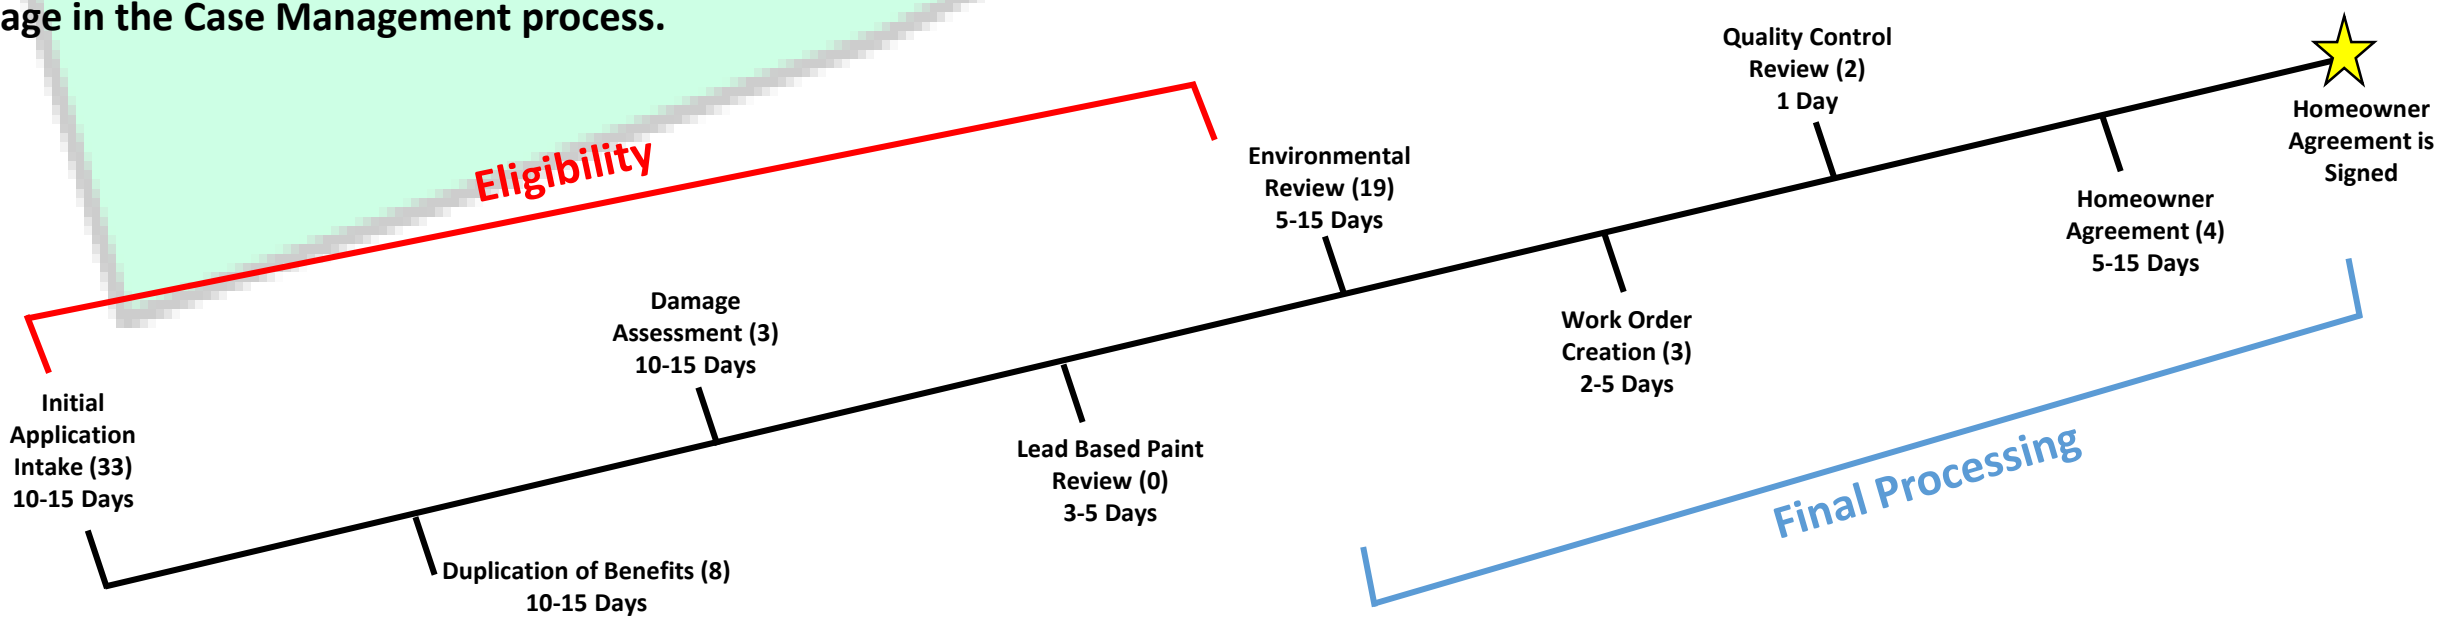 age in the Case Management process.
Eligibility
Initial
Application
Intake (33)
10-15 Days
Duplication of Benefits (8)
10-15 Days
Damage
Assessment (3)
10-15 Days
Lead Based Paint
Review (0)
3-5 Days
Environmental
Review (19)
5-15 Days
Work Order
Creation (3)
2-5 Days
Quality Control
Review (2)
1 Day
Homeowner
Agreement (4)
5-15 Days
Homeowner
Agreement is
Signed
Final Processing